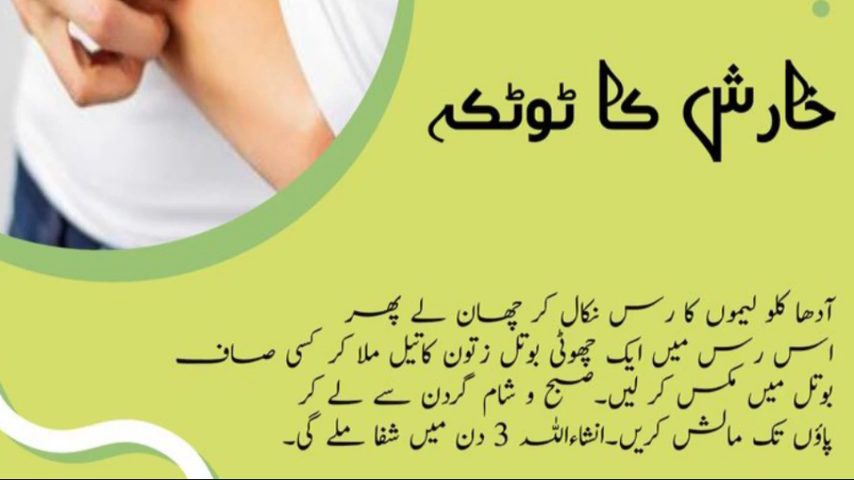 خارش کا ٹوٹکہ
آدھا کلو لیموں کا رس نکال کر چھان لے پھر
اس رس میں ایک چھوٹی بوتل زتون کاتیل ملا کر کسی صاف
بوتل میں مکس کر لیں۔صبح و شام گردن سے لے کر
پاؤں تک مالش کریں۔انشاءاللہ 3 دن میں شفا ملے گی۔